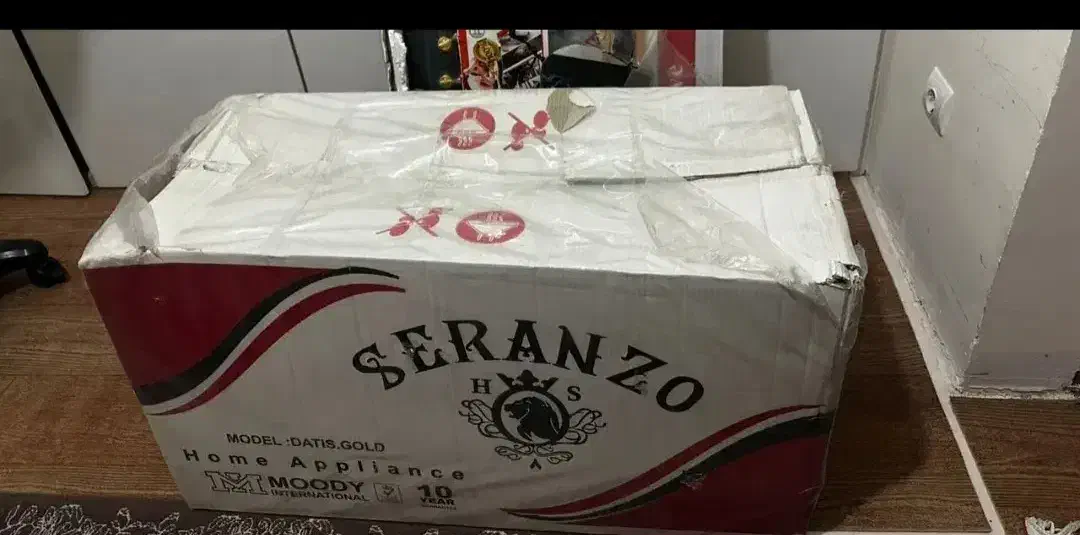 SERANZO
H S
MODEL :DATIS.GOLD
Home Appliance
MOODY
INTERNATIONAL
10
YEAR